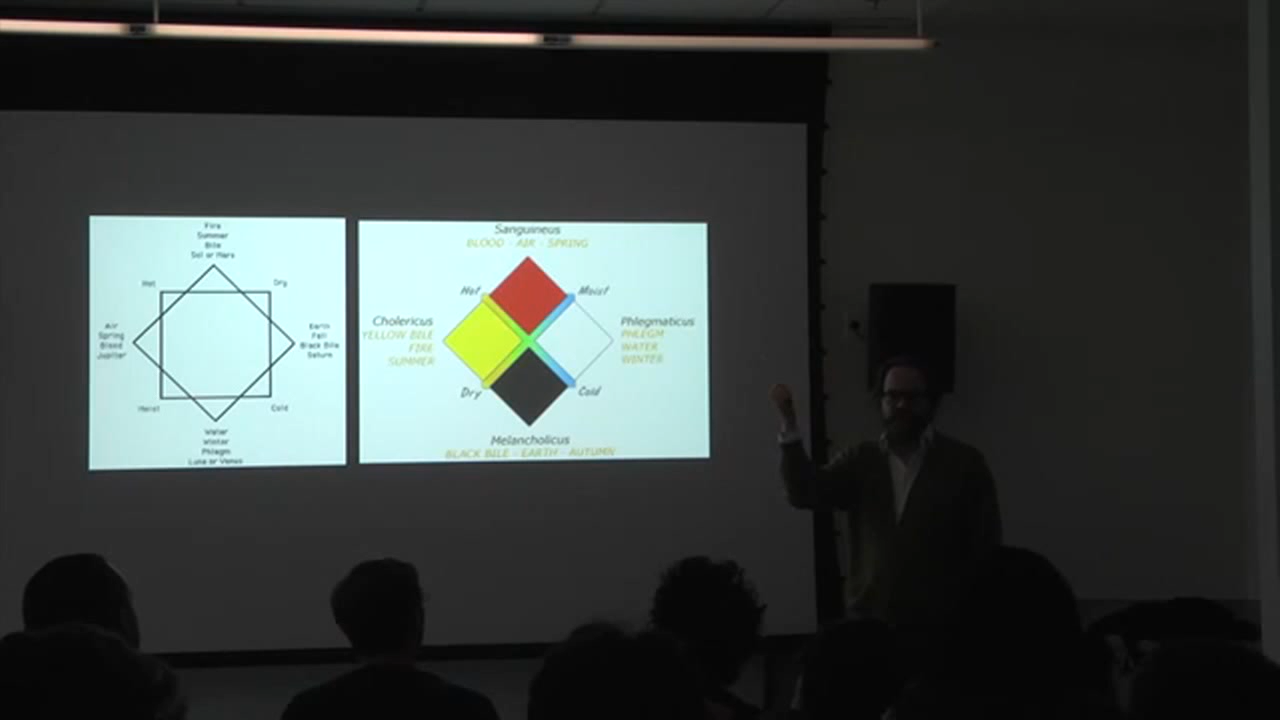 Fire
Summer
Bile
Sol or Mars
Hot
Dry
Air
Spring
Blood
Jupiter
Earth
Fall
Black Bile
Saturn
Moist
Cold
Water
Winter
Phlegm
Luna or Venus
Sanguineus
BLOOD - AIR - SPRING
Hot
Moist
Cholericus
YELLOW BILE
FIRE
SUMMER
Phlegmaticus
PHLEGM
WATER
WINTER
Dry
Cold
Melancholicus
BLACK BILE - EARTH - AUTUMN